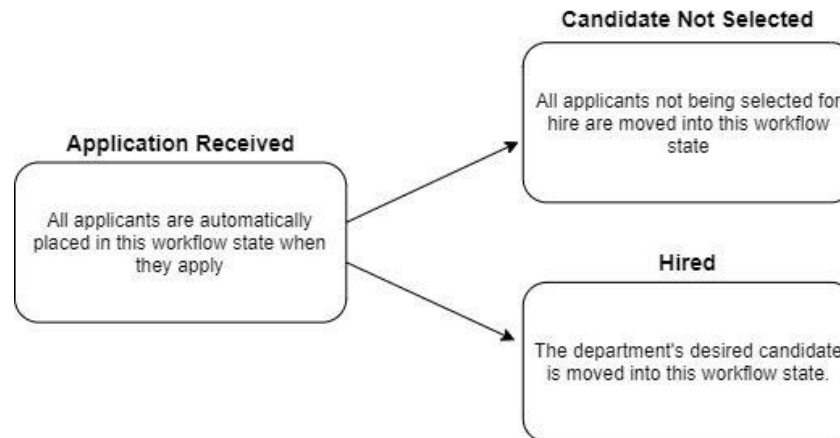 Candidate Not Selected
All applicants not being selected for
hire are moved into this workflow
state
Application Received
All applicants are automatically
placed in this workflow state when
they apply
Hired
The department's desired candidate
is moved into this workflow state.